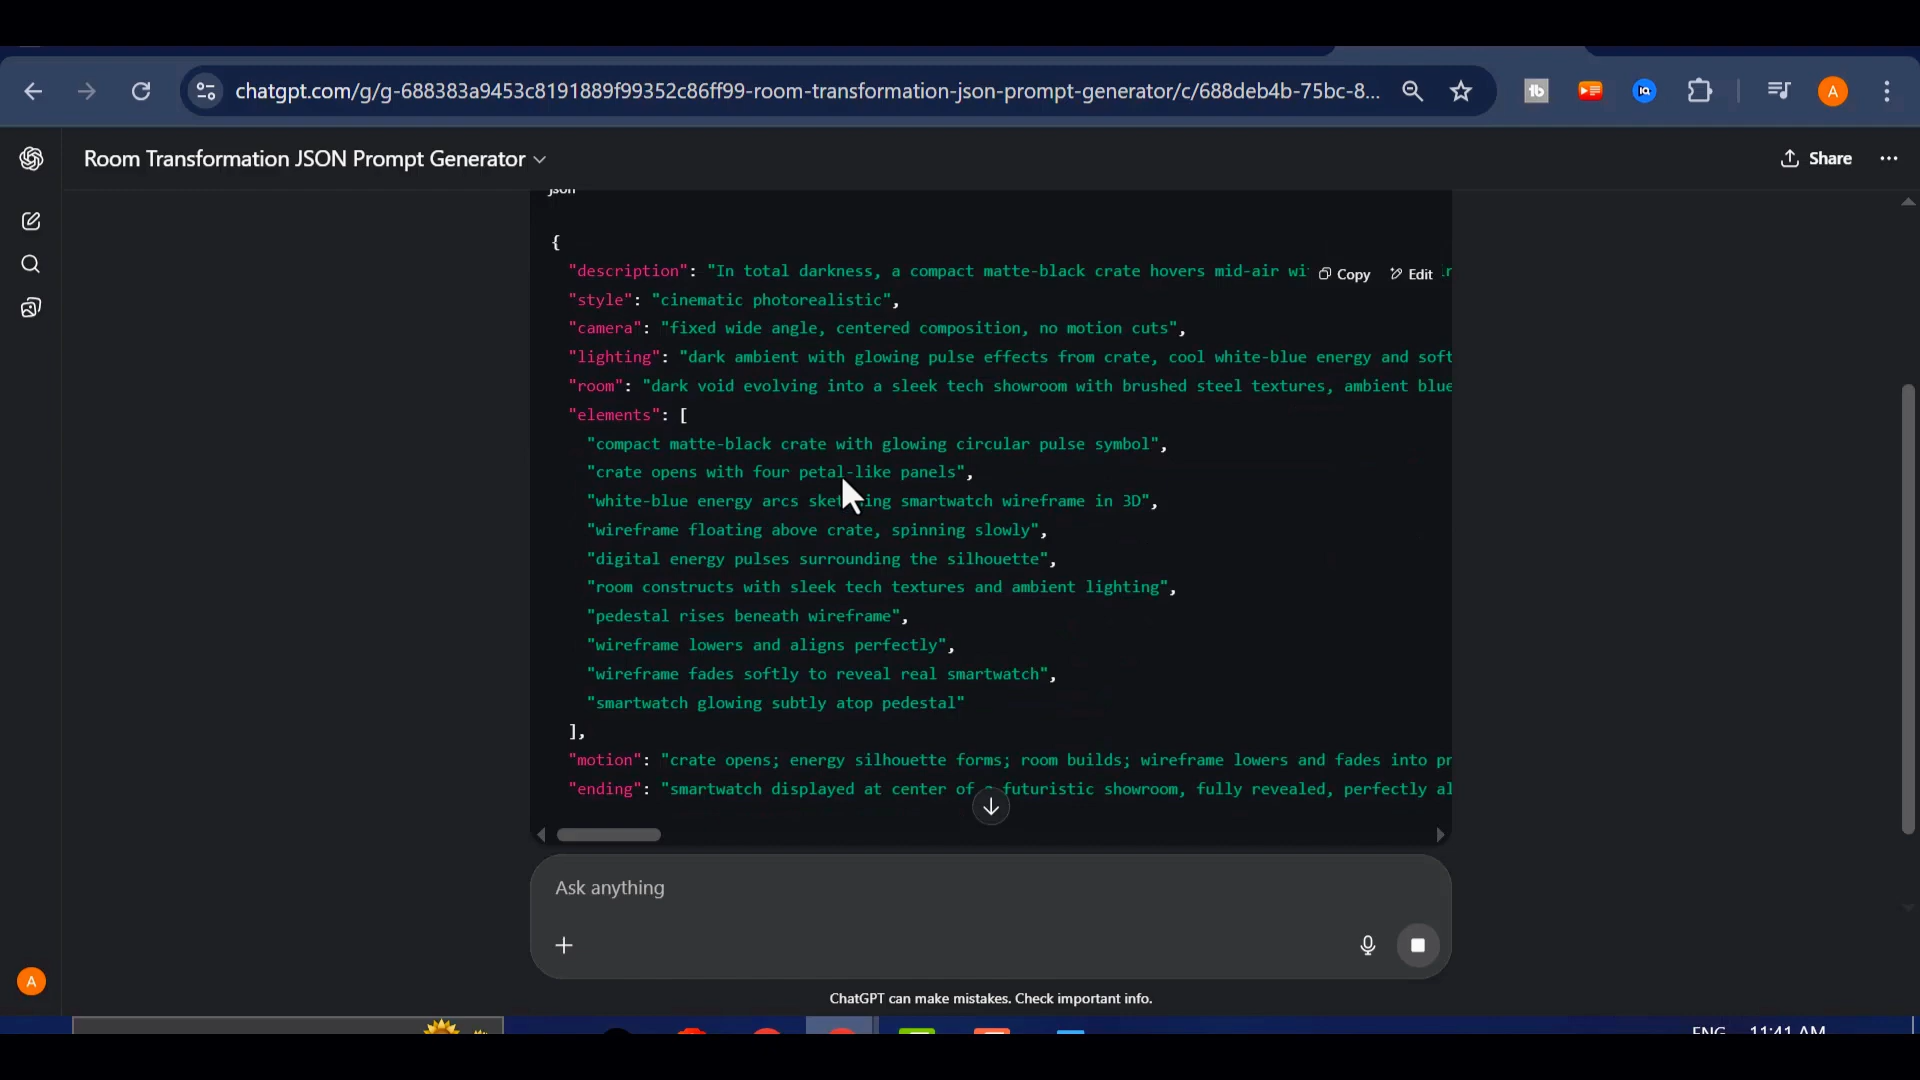 chatgpt.com/g/g-688383a9453c8191889f99352c86ff99-room-transformation-json-prompt-generator/c/688deb4b-75bc-8...
Room Transformation JSON Prompt Generator
Share
json
{
Copy Edit
"description": "In total darkness, a compact matte-black crate hovers mid-air wi
"style": "cinematic photorealistic",
"camera": "fixed wide angle, centered composition, no motion cuts",
"lighting": "dark ambient with glowing pulse effects from crate, cool white-blue energy and soft
"room": "dark void evolving into a sleek tech showroom with brushed steel textures, ambient blue
"elements": [
"compact matte-black crate with glowing circular pulse symbol",
"crate opens with four petal-like panels",
"white-blue energy arcs sketching smartwatch wireframe in 3D",
"wireframe floating above crate, spinning slowly",
"digital energy pulses surrounding the silhouette",
"room constructs with sleek tech textures and ambient lighting",
"pedestal rises beneath wireframe",
"wireframe lowers and aligns perfectly",
"wireframe fades softly to reveal real smartwatch",
"smartwatch glowing subtly atop pedestal"
],
"motion": "crate opens; energy silhouette forms; room builds; wireframe lowers and fades into pr
"ending": "smartwatch displayed at center of a futuristic showroom, fully revealed, perfectly al
Ask anything
A
ChatGPT can make mistakes. Check important info.
ENG 11:41 AM